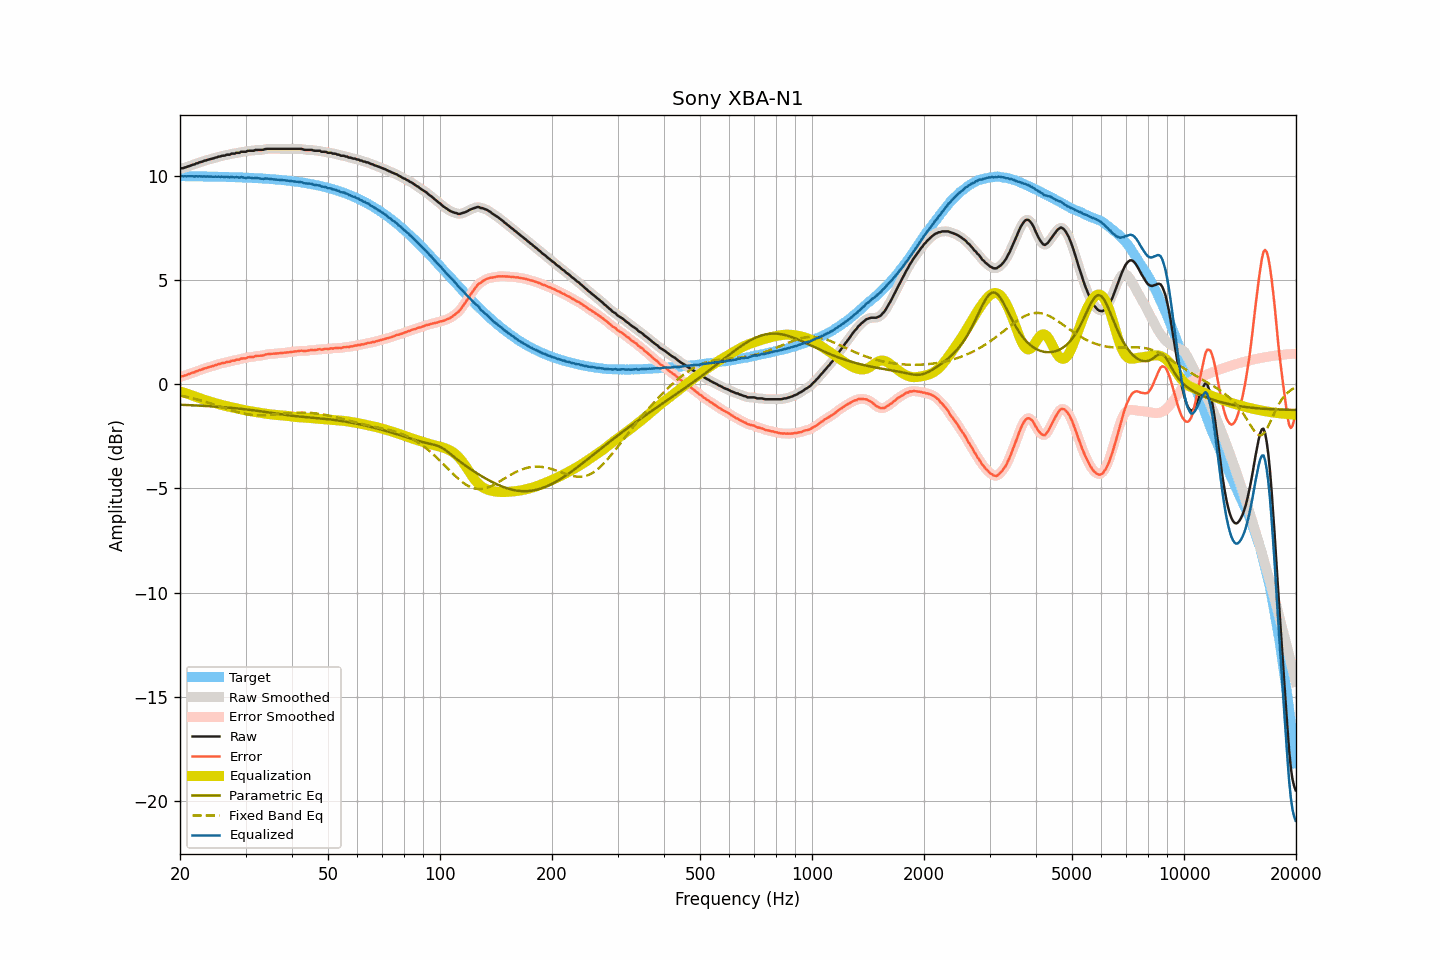 Sony XBA-N1
10
5
0
−5
−10
−15
−20
Amplitude (dBr)
Target
Raw Smoothed
Error Smoothed
Raw
Error
Equalization
Parametric Eq
Fixed Band Eq
Equalized
20 50 100 200 500 1000 2000 5000 10000 20000
Frequency (Hz)